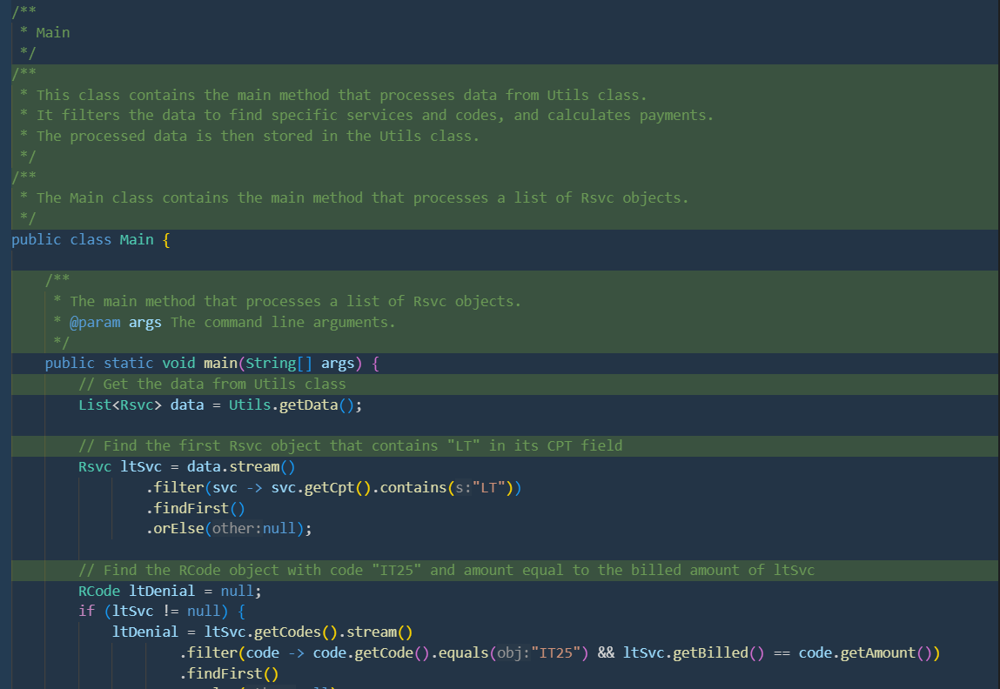 /**
 * Main
 */
/**
 * This class contains the main method that processes data from Utils class.
 * It filters the data to find specific services and codes, and calculates payments.
 * The processed data is then stored in the Utils class.
 */
/**
 * The Main class contains the main method that processes a list of Rsvc objects.
 */
public class Main {
    /**
     * The main method that processes a list of Rsvc objects.
     * @param args The command line arguments.
     */
    public static void main(String[] args) {
        // Get the data from Utils class
        List<Rsvc> data = Utils.getData();
        // Find the first Rsvc object that contains "LT" in its CPT field
        Rsvc ltSvc = data.stream()
                .filter(svc -> svc.getCpt().contains(s:"LT"))
                .findFirst()
                .orElse(other:null);
        // Find the RCode object with code "IT25" and amount equal to the billed amount of ltSvc
        RCode ltDenial = null;
        if (ltSvc != null) {
            ltDenial = ltSvc.getCodes().stream()
                    .filter(code -> code.getCode().equals(obj:"IT25") && ltSvc.getBilled() == code.getAmount())
                    .findFirst()